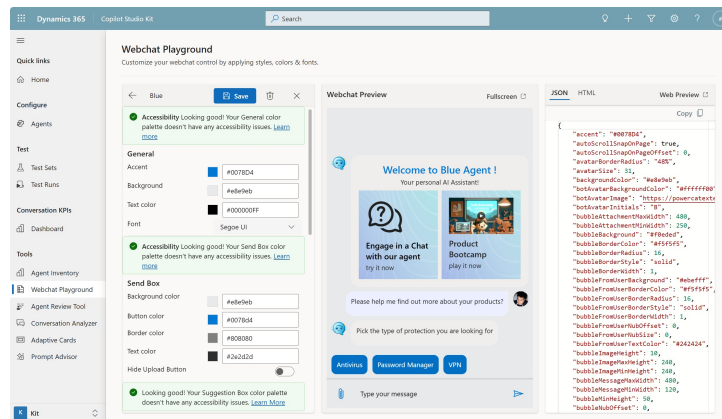 Dynamics 365
Copilot Studio Kit
Search
Quick links
Home
Configure
Agents
Test
Test Sets
Test Runs
Conversation KPIs
Dashboard
Tools
Agent Inventory
Webchat Playground
Agent Review Tool
Conversation Analyzer
Adaptive Cards
Prompt Advisor
K Kit
Webchat Playground
Customize your webchat control by applying styles, colors & fonts.
Blue
Save
Accessibility Looking good! Your General color
palette doesn't have any accessibility issues. Learn
more
General
Accent
#0078D4
Background
#e8e9eb
Text color
#000000FF
Font
Segoe UI
Accessibility Looking good! Your Send Box color
palette doesn't have any accessibility issues. Learn
more
Send Box
Background color
#e8e9eb
Button color
#0078d4
Border color
#808080
Text color
#2e2d2d
Hide Upload Button
Looking good! Your Suggestion Box color palette
doesn't have any accessibility issues. Learn More
Webchat Preview
Fullscreen
Welcome to Blue Agent !
Your personal AI Assistant!
Engage in a Chat
with our agent
try it now
Product
Bootcamp
play it now
Please help me find out more about your products?
Pick the type of protection you are looking for
Antivirus
Password Manager
VPN
Type your message
JSON
HTML
Web Preview
Copy
{
"accent": "#0078D4",
"autoScrollSnapOnPage": true,
"autoScrollSnapOnPageOffset": 0,
"avatarBorderRadius": "48%",
"avatarSize": 31,
"backgroundColor": "#e8e9eb",
"botAvatarBackgroundColor": "#ffffff00"
"botAvatarImage": "https://powercatexte
"botAvatarInitials": "B",
"bubbleAttachmentMaxWidth": 480,
"bubbleAttachmentMinWidth": 250,
"bubbleBackground": "#f0eded",
"bubbleBorderColor": "#f5f5f5",
"bubbleBorderRadius": 16,
"bubbleBorderStyle": "solid",
"bubbleBorderWidth": 1,
"bubbleFromUserBackground": "#ebefff",
"bubbleFromUserBorderColor": "#f5f5f5",
"bubbleFromUserBorderRadius": 16,
"bubbleFromUserBorderStyle": "solid",
"bubbleFromUserBorderWidth": 1,
"bubbleFromUserNubOffset": 0,
"bubbleFromUserNubSize": 0,
"bubbleFromUserTextColor": "#242424",
"bubbleImageHeight": 10,
"bubbleImageMaxHeight": 240,
"bubbleImageMinHeight": 240,
"bubbleMessageMaxWidth": 480,
"bubbleMessageMinWidth": 120,
"bubbleMinHeight": 50,
"bubbleNubOffset": 0,